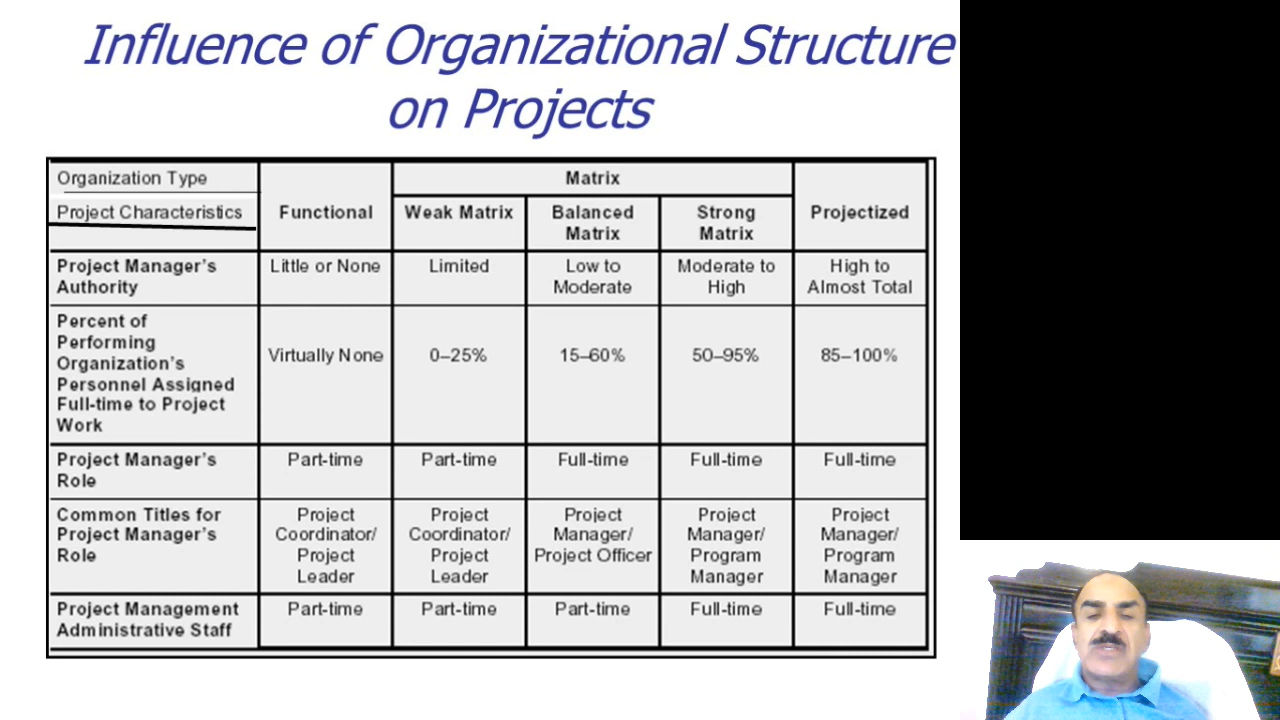 Influence of Organizational Structure
on Projects
Organization Type
Project Characteristics
Functional
Matrix
Weak Matrix
Balanced
Matrix
Strong
Matrix
Projectized
Project Manager's
Authority
Little or None
Limited
Low to
Moderate
Moderate to
High
High to
Almost Total
Percent of
Performing
Organization's
Personnel Assigned
Full-time to Project
Work
Virtually None
0–25%
15–60%
50–95%
85–100%
Project Manager's
Role
Part-time
Part-time
Full-time
Full-time
Full-time
Common Titles for
Project Manager's
Role
Project
Coordinator/
Project
Leader
Project
Coordinator/
Project
Leader
Project
Manager/
Project Officer
Project
Manager/
Program
Manager
Project
Manager/
Program
Manager
Project Management
Administrative Staff
Part-time
Part-time
Part-time
Full-time
Full-time